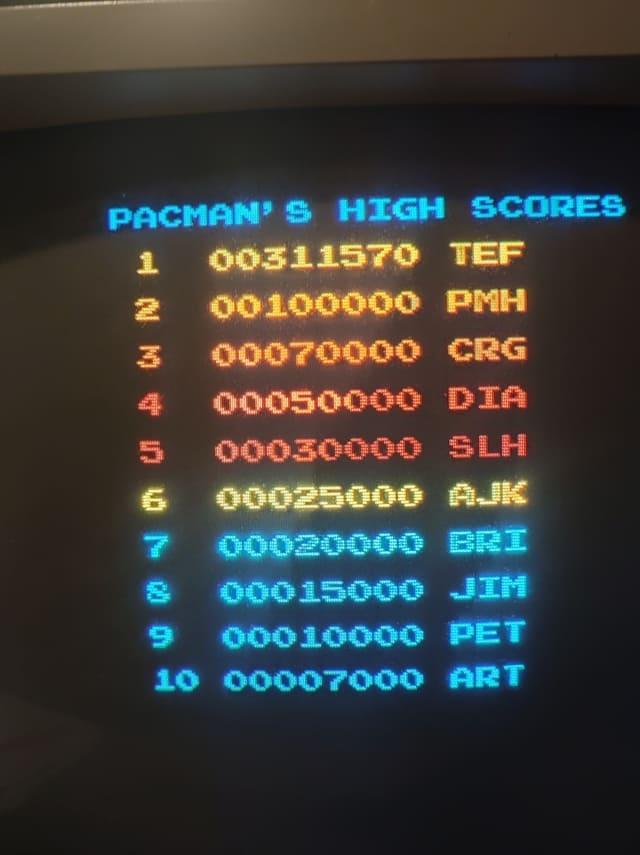 PACMAN'S HIGH SCORES
1 00311570 TEF
2 00100000 PMH
3 00070000 CRG
4 00050000 DIA
5 00030000 SLH
6 00025000 AJK
7 00020000 BRI
8 00015000 JIM
9 00010000 PET
10 00007000 ART